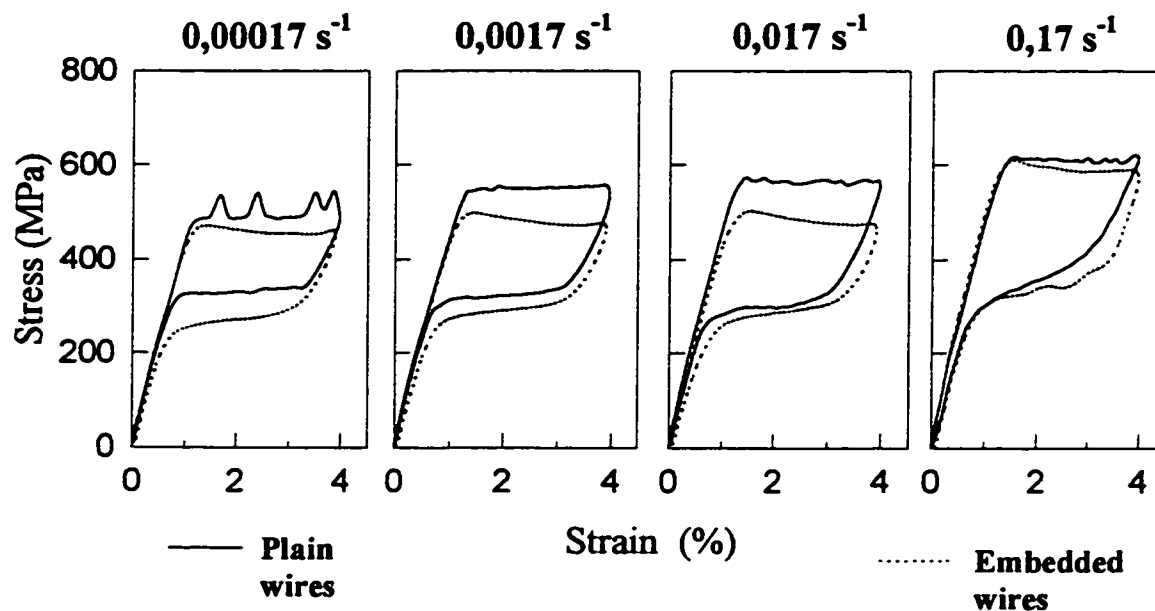 0,00017 s⁻¹ 0,0017 s⁻¹ 0,017 s⁻¹ 0,17 s⁻¹
800
600
400
200
0
Stress (MPa)
0 2 4 0 2 4 0 2 4 0 2 4
Strain (%)
Plain
wires
Embedded
wires